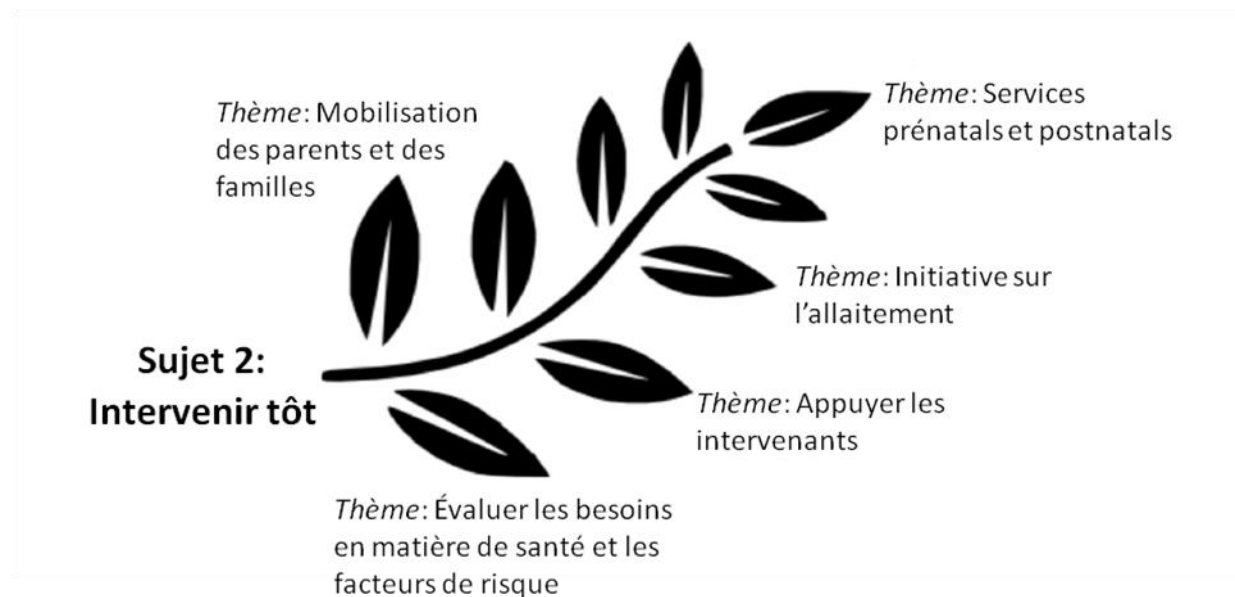 Thème: Mobilisation
des parents et des
familles
Thème: Services
prénatals et postnatals
Thème: Initiative sur
l'allaitement
Sujet 2:
Intervenir tôt
Thème: Appuyer les
intervenants
Thème: Évaluer les besoins
en matière de santé et les
facteurs de risque